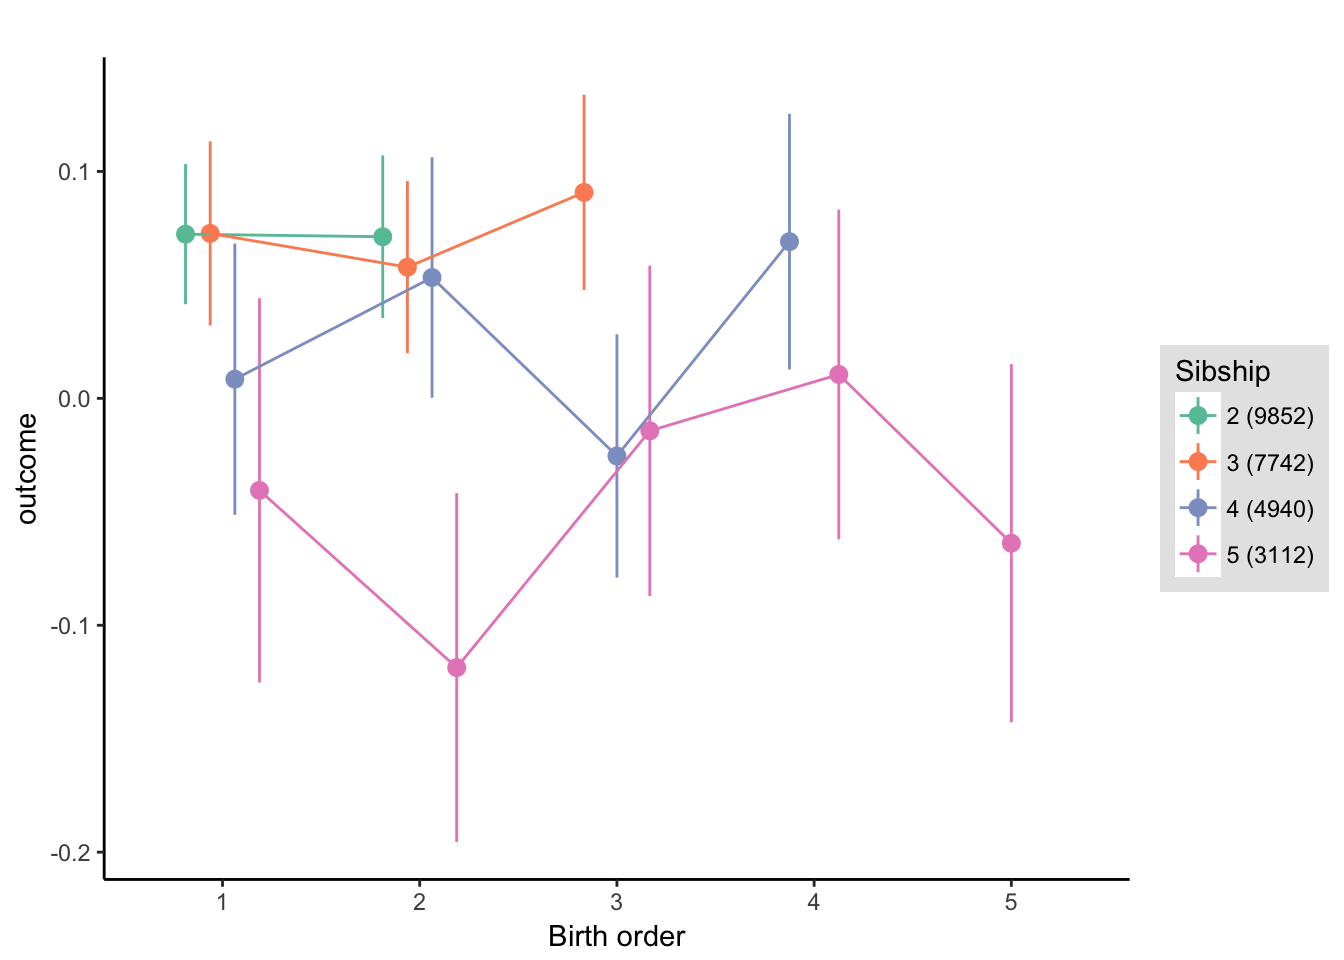 0.1
0.0
-0.1
-0.2
outcome
1 2 3 4 5
Birth order
Sibship
2 (9852)
3 (7742)
4 (4940)
5 (3112)